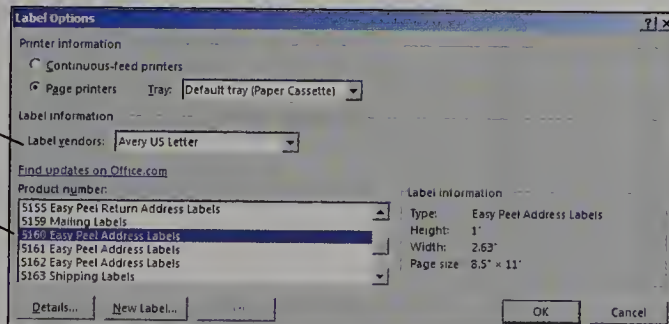 Label Options
Printer information
Continuous-feed printers
Page printers Tray: Default tray (Paper Cassette)
Label information
Label vendors: Avery US Letter
Find updates on Office.com
Product number:
5155 Easy Peel Return Address Labels
5159 Mailing Labels
5160 Easy Peel Address Labels
5161 Easy Peel Address Labels
5162 Easy Peel Address Labels
5163 Shipping Labels
Label information
Type: Easy Peel Address Labels
Height: 1"
Width: 2.63"
Page size 8.5" × 11"
Details... New Label...
OK Cancel